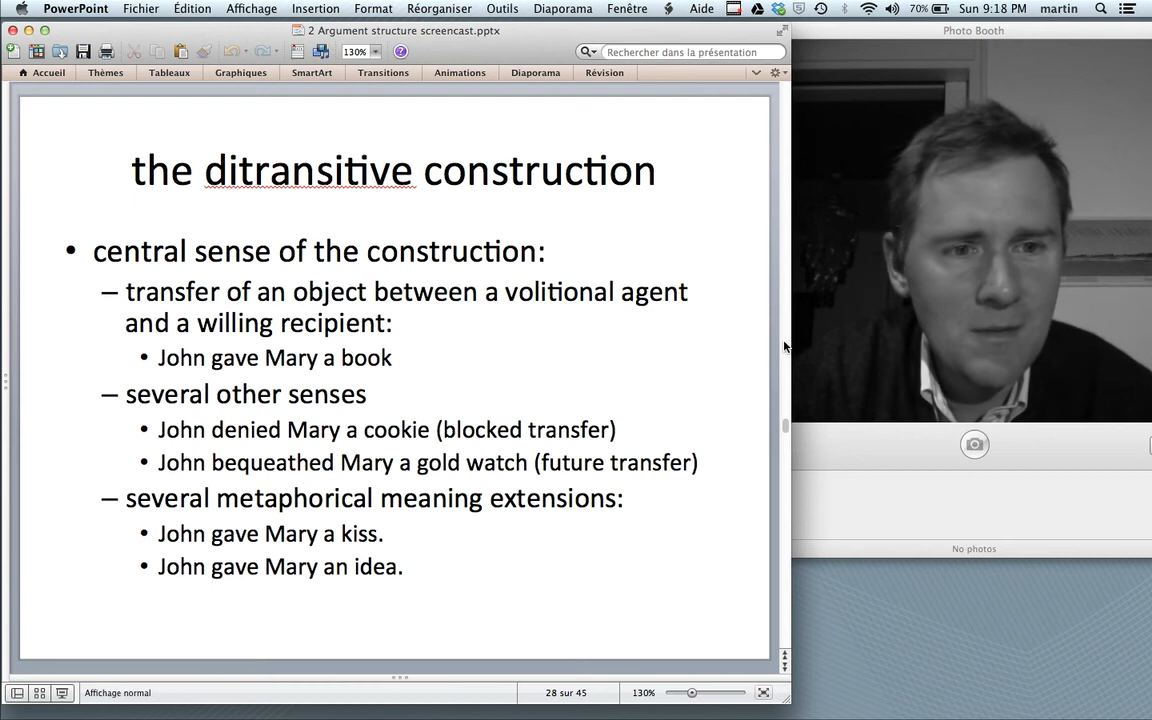 PowerPoint Fichier Édition Affichage Insertion Format Réorganiser Outils Diaporama Fenêtre Aide 70% Sun 9:18 PM martin
2 Argument structure screencast.pptx
Photo Booth
130% Rechercher dans la présentation
Accueil Thèmes Tableaux Graphiques SmartArt Transitions Animations Diaporama Révision
the ditransitive construction
• central sense of the construction:
– transfer of an object between a volitional agent
and a willing recipient:
• John gave Mary a book
– several other senses
• John denied Mary a cookie (blocked transfer)
• John bequeathed Mary a gold watch (future transfer)
– several metaphorical meaning extensions:
• John gave Mary a kiss.
• John gave Mary an idea.
No photos
Affichage normal 28 sur 45 130%